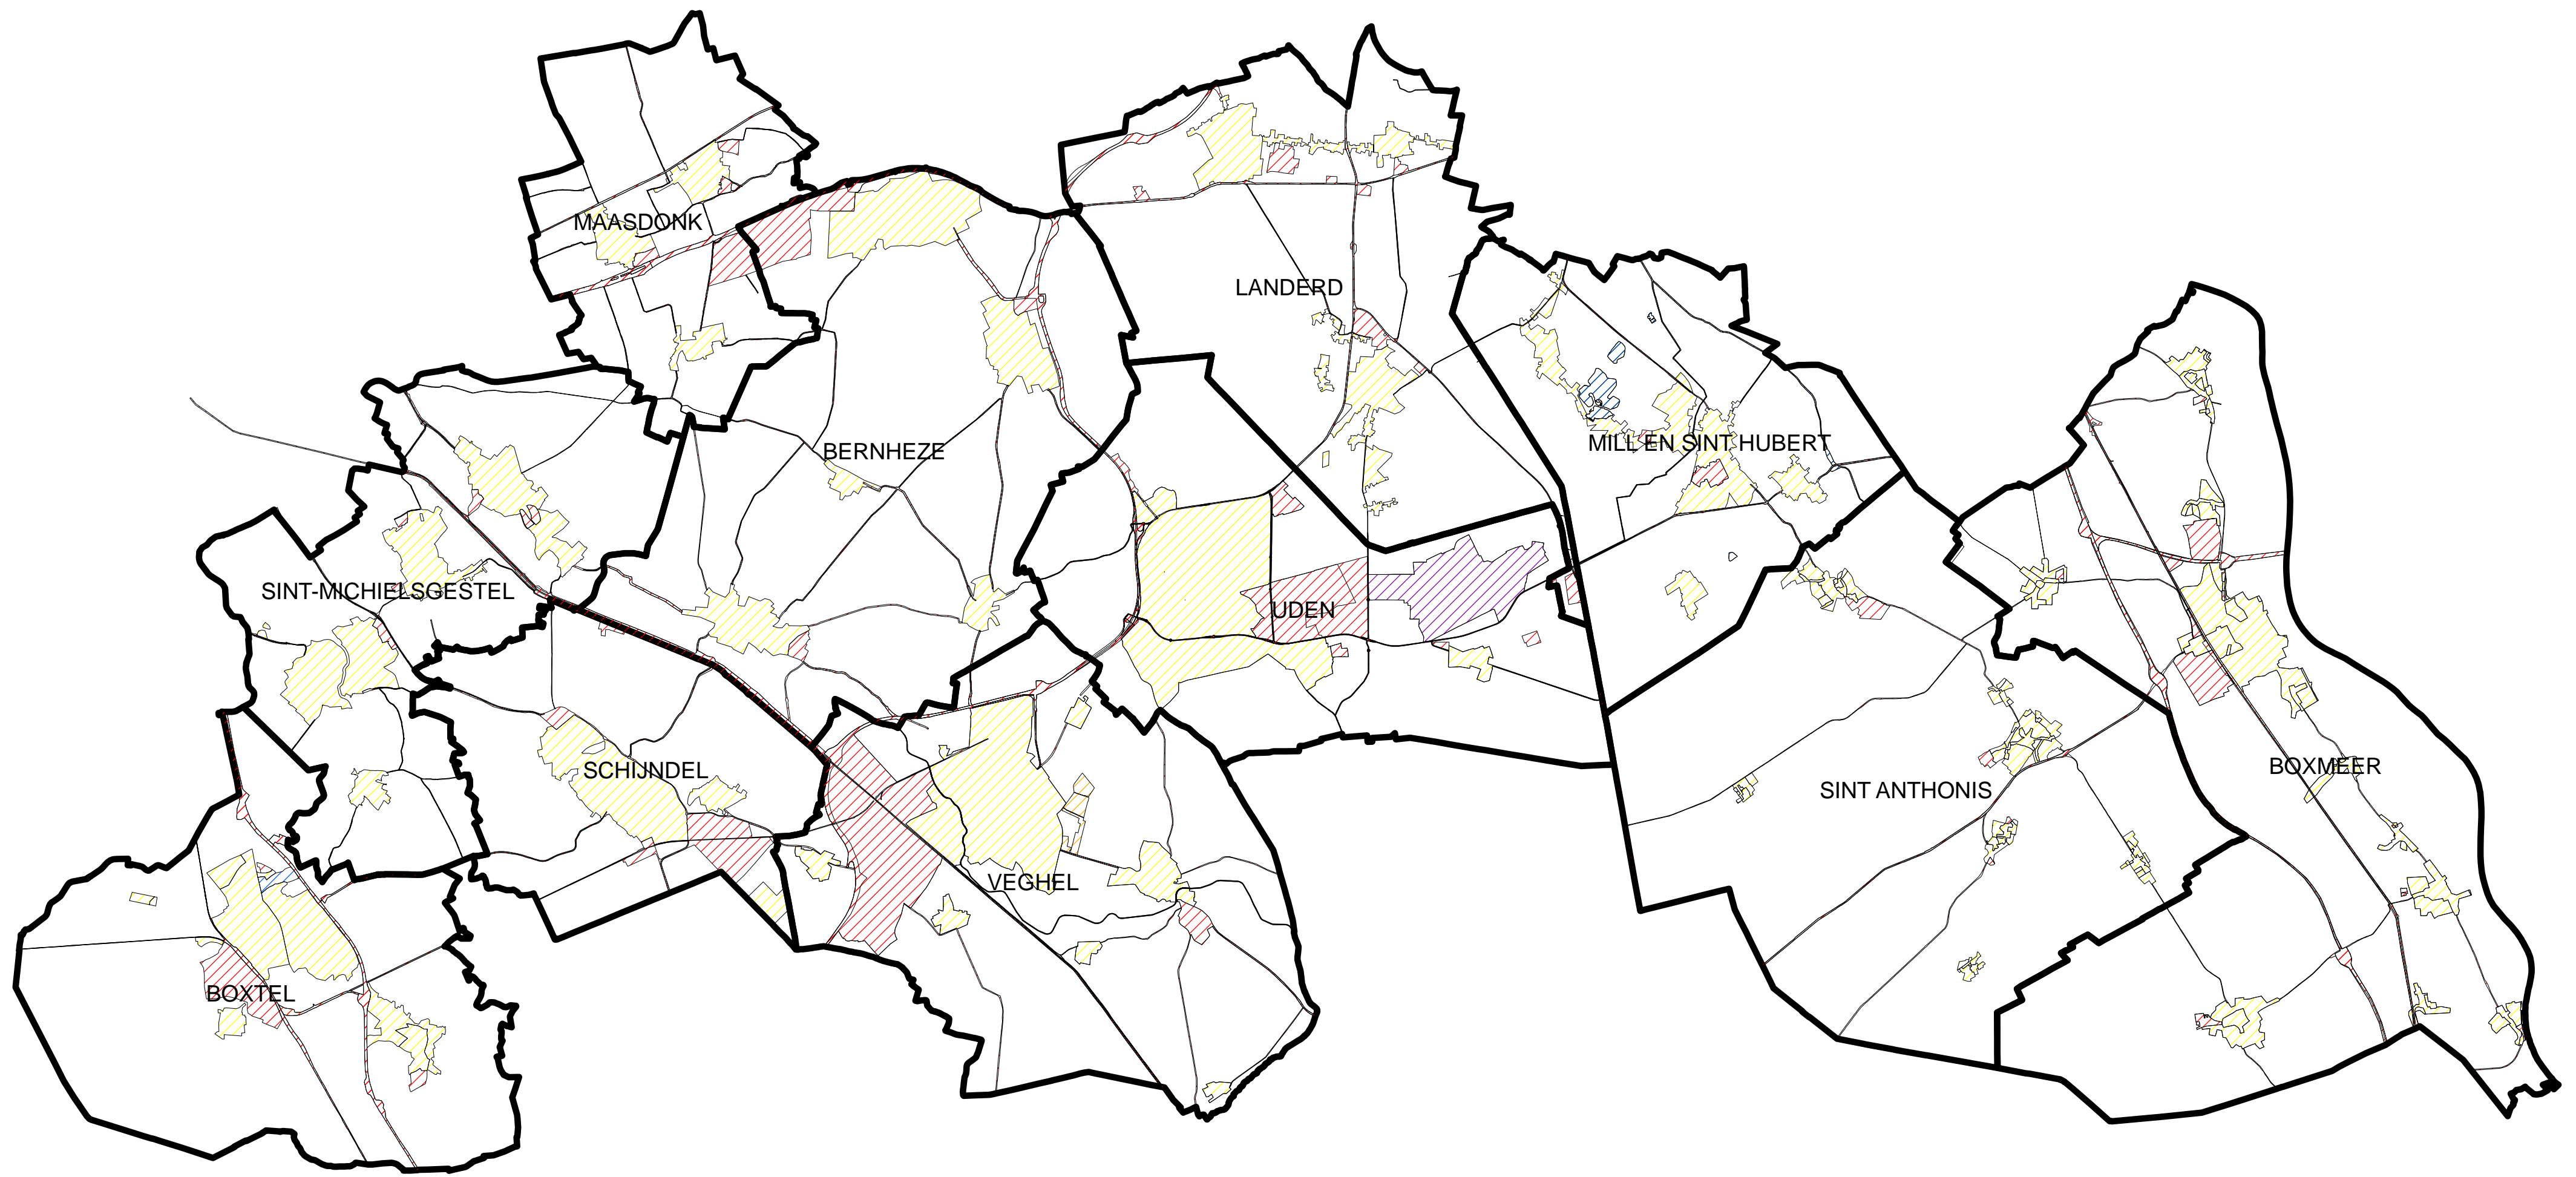 MAASDONK
LANDERD
BERNHEZE
MILL EN SINT HUBERT
SINT-MICHIELSGESTEL
UDEN
SCHIJNDEL
BOXMEER
SINT ANTHONIS
VEGHEL
BOXTEL